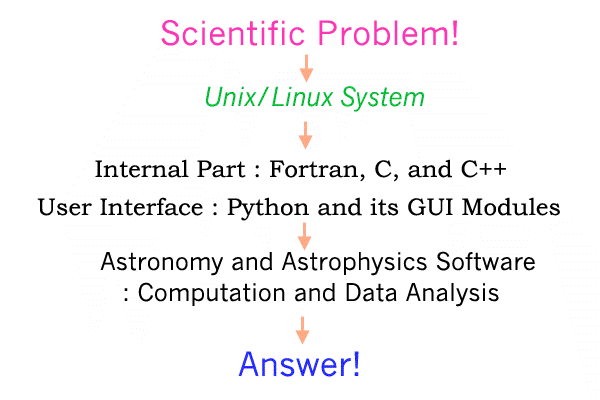 Scientific Problem!
Unix/Linux System
Internal Part : Fortran, C, and C++
User Interface : Python and its GUI Modules
Astronomy and Astrophysics Software
: Computation and Data Analysis
Answer!